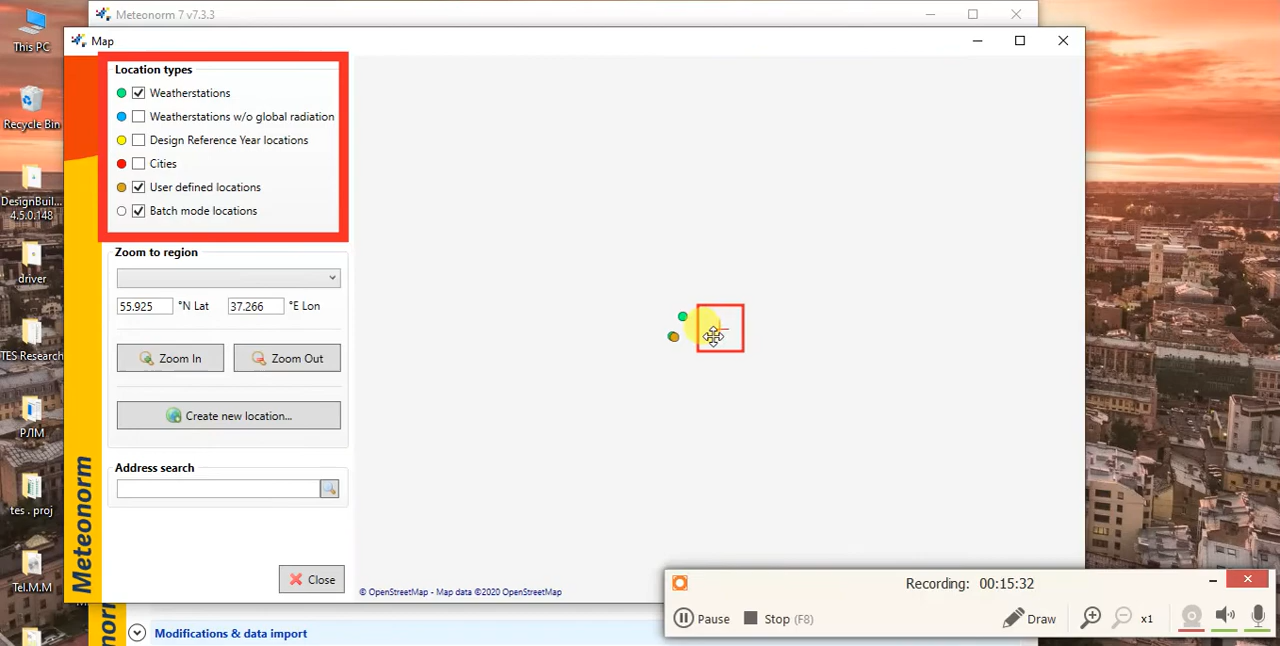 Meteonorm 7 v7.3.3
This PC
Map
Location types
Weatherstations
Weatherstations w/o global radiation
Design Reference Year locations
Cities
User defined locations
Batch mode locations
Recycle Bin
DesignBuil...
4.5.0.148
driver
TES Research
РЛМ
tes . proj
Tel.M.M
Zoom to region
55.925 °N Lat 37.266 °E Lon
Zoom In Zoom Out
Create new location...
Address search
Meteonorm
Close
© OpenStreetMap - Map data ©2020 OpenStreetMap
Modifications & data import
Recording: 00:15:32
Pause Stop (F8) Draw x1